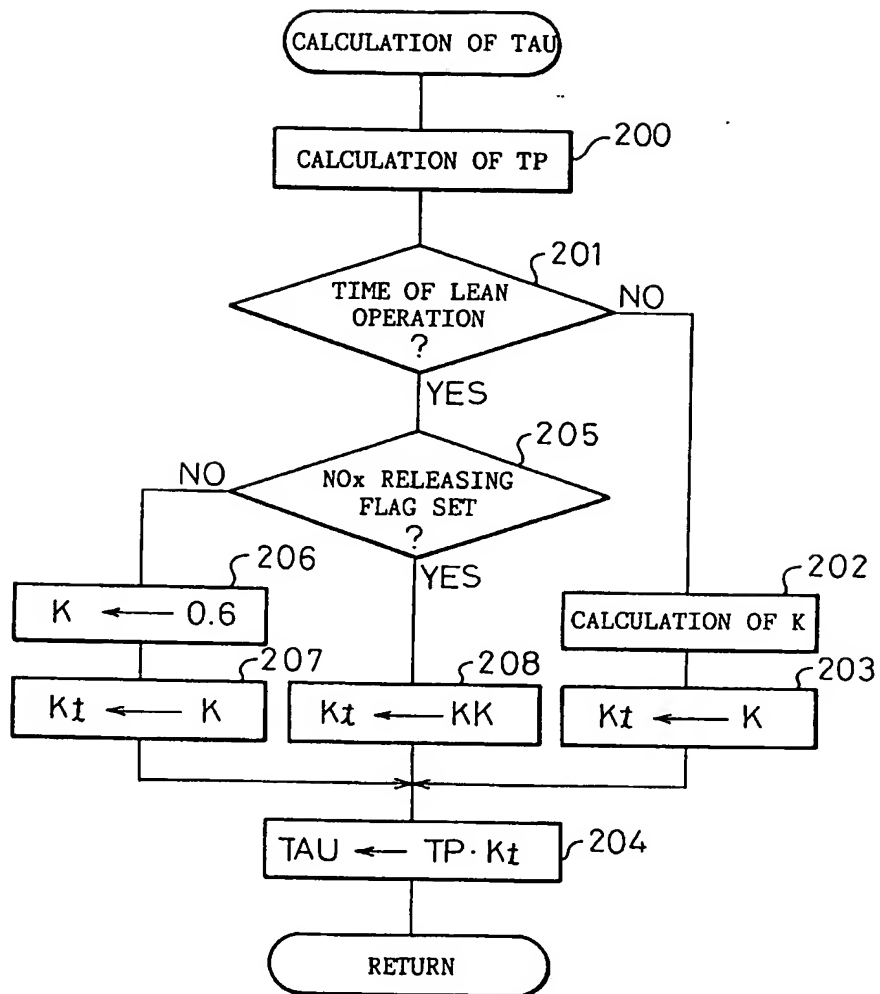 CALCULATION OF TAU
200
CALCULATION OF TP
201
TIME OF LEAN
OPERATION
?
NO
YES
205
NOx RELEASING
FLAG SET
?
NO
YES
206
K ← 0.6
202
CALCULATION OF K
207
Kt ← K
208
Kt ← KK
203
Kt ← K
TAU ← TP·Kt
204
RETURN